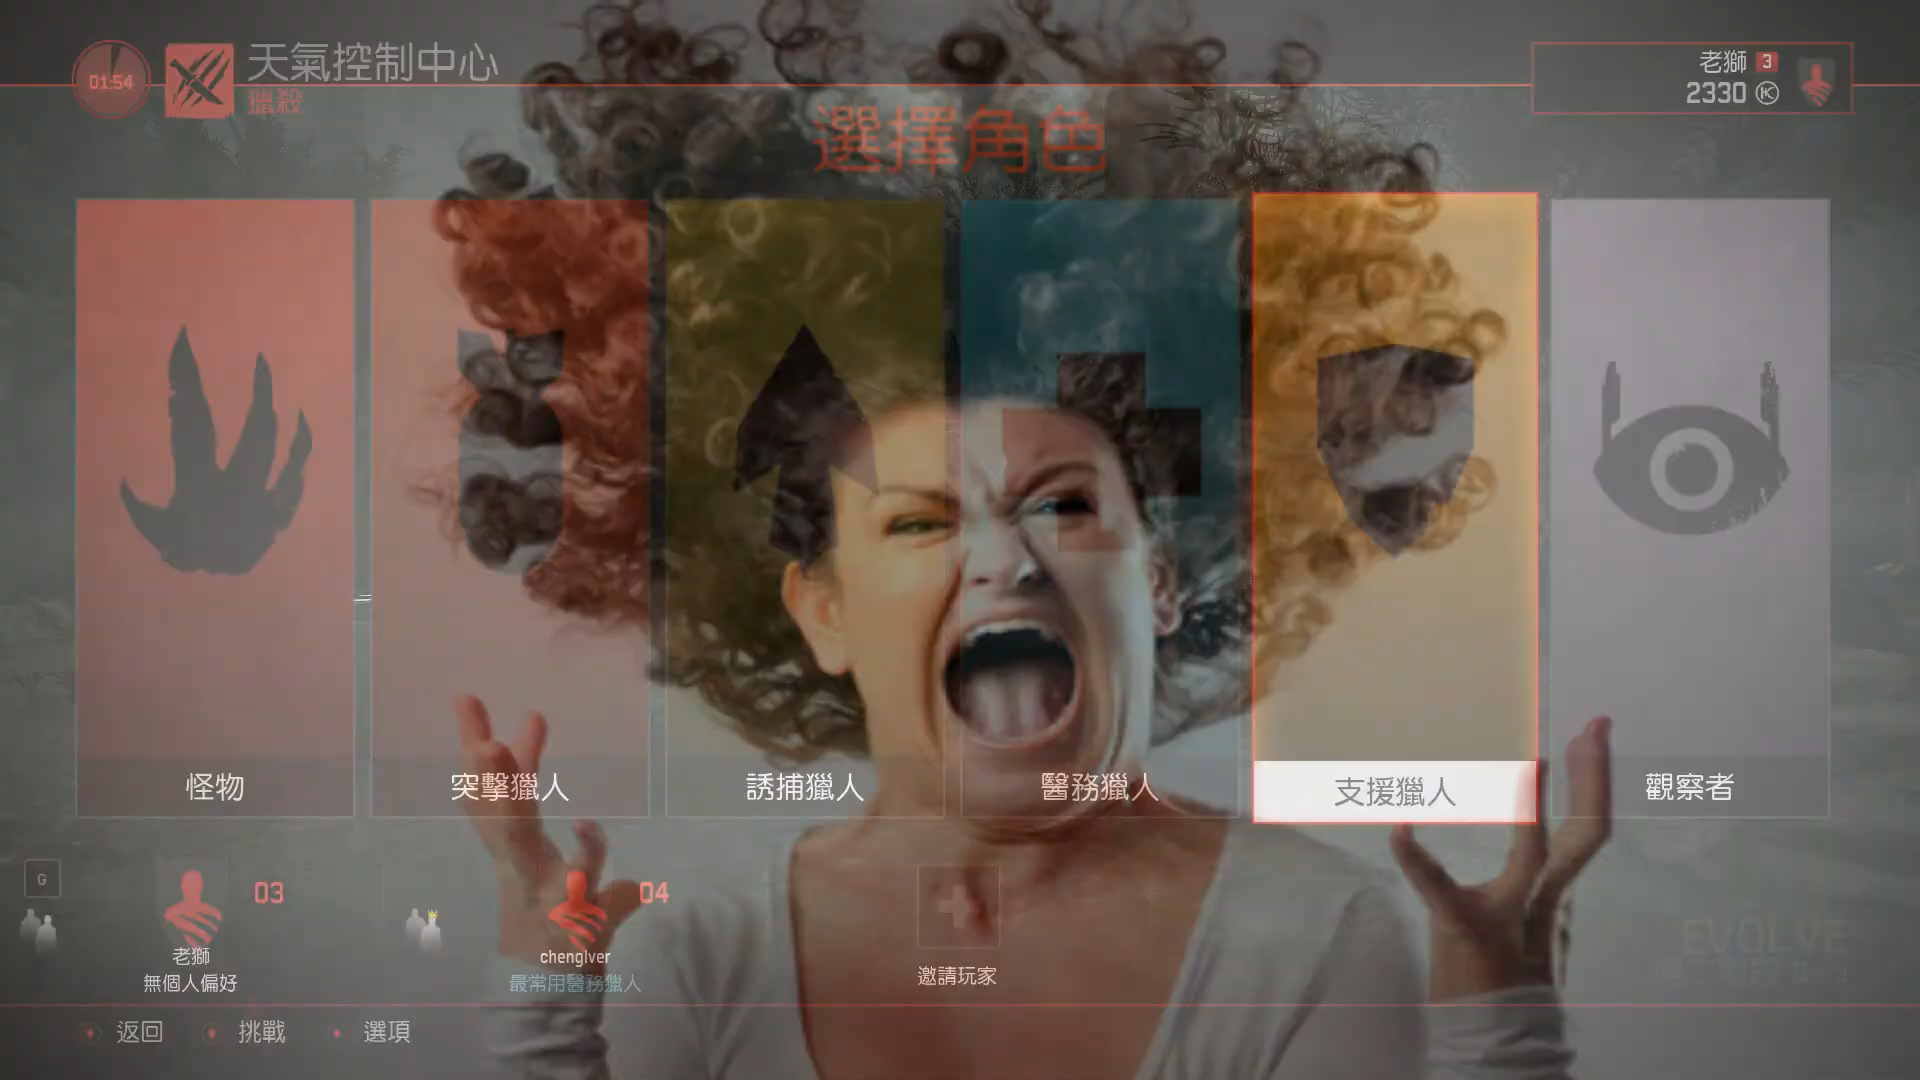 01:54
天氣控制中心
獵殺
老獅 3
2330 K
選擇角色
怪物
突擊獵人
誘捕獵人
醫務獵人
支援獵人
觀察者
G
03
老獅
無個人偏好
04
chenglver
最常用醫務獵人
邀請玩家
EVOLVE
返回
挑戰
選項